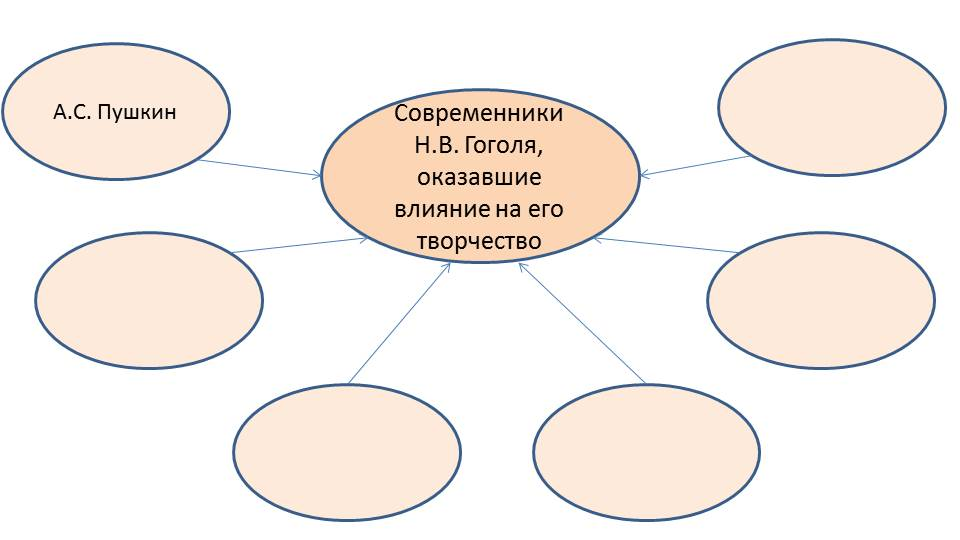 А.С. Пушкин
Современники
Н.В. Гоголя,
оказавшие
влияние на его
творчество